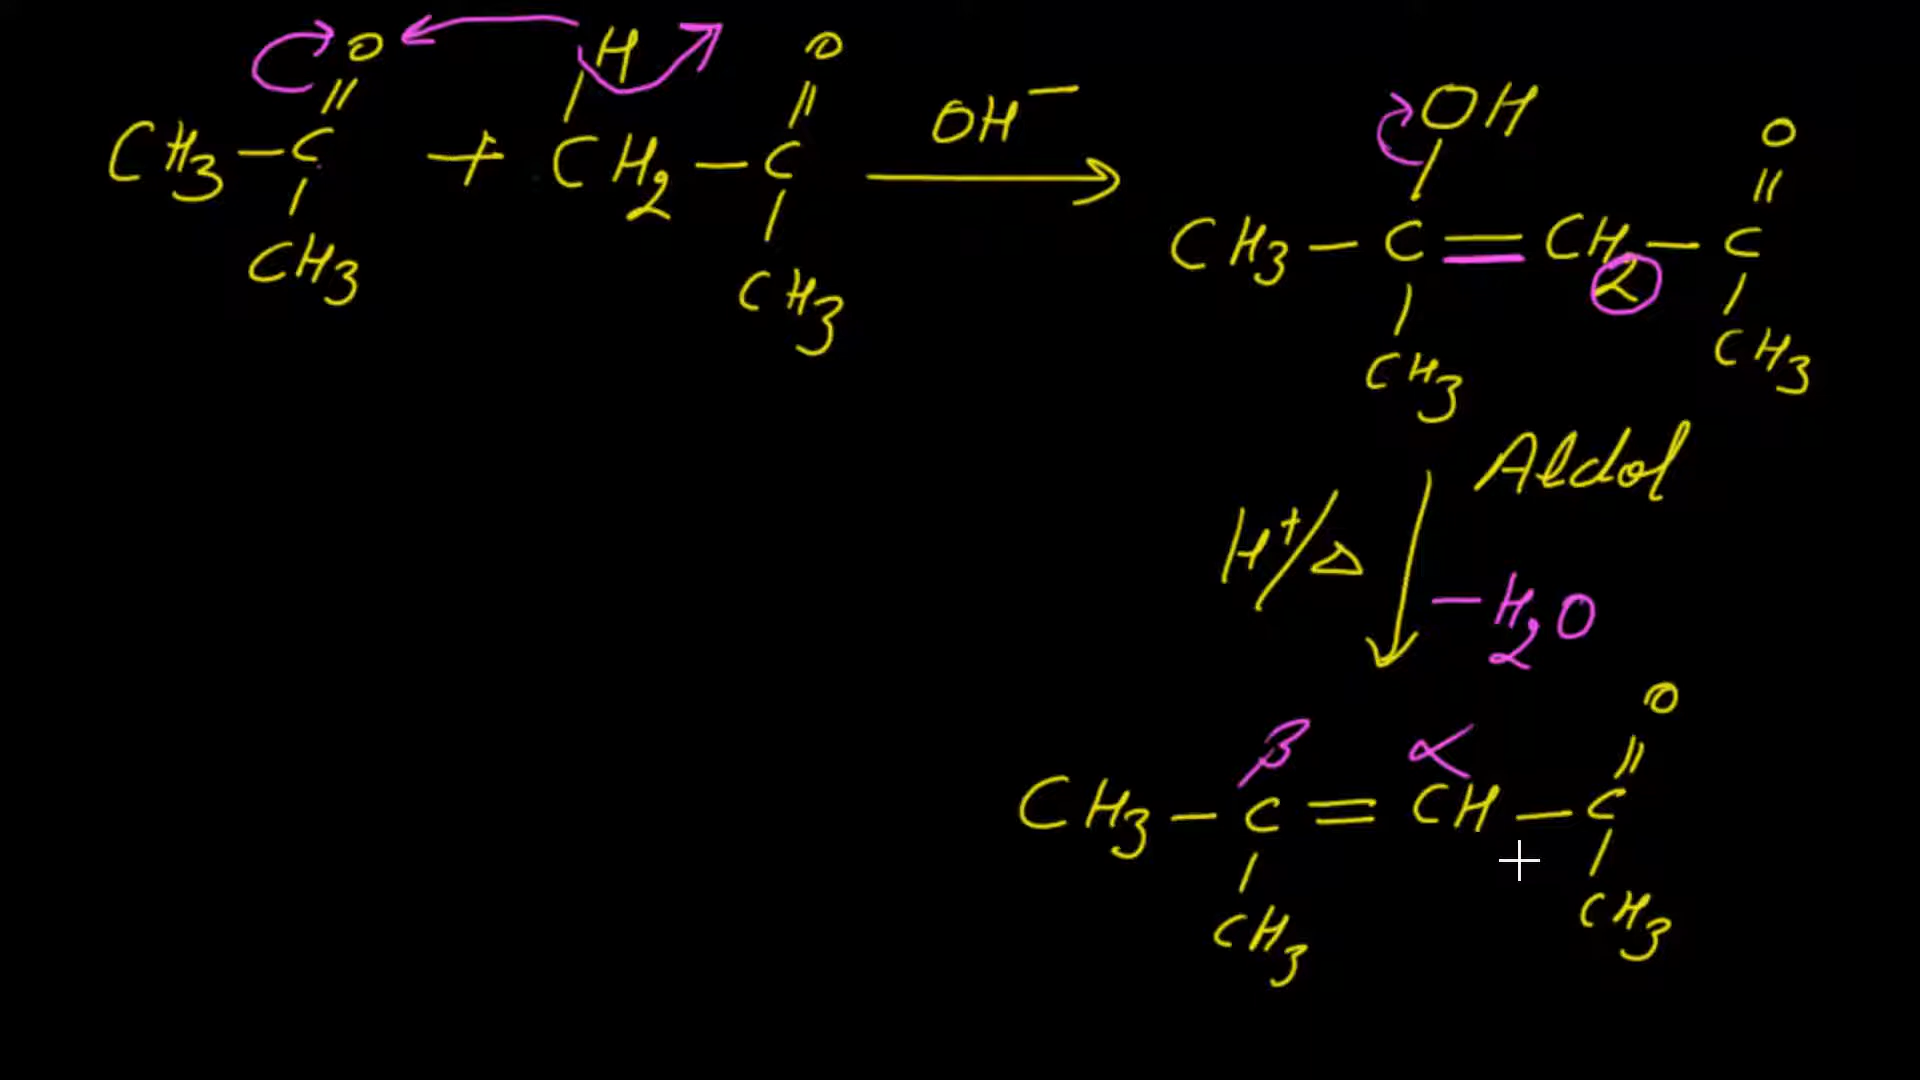 O H O
CH3 – C + CH2 – C OH⁻ →
CH3 CH3
OH O
CH3 – C = CH2 – C
CH3 CH3
Aldol
H+/Δ
– H2O
O
β α
CH3 – C = CH – C
CH3 CH3